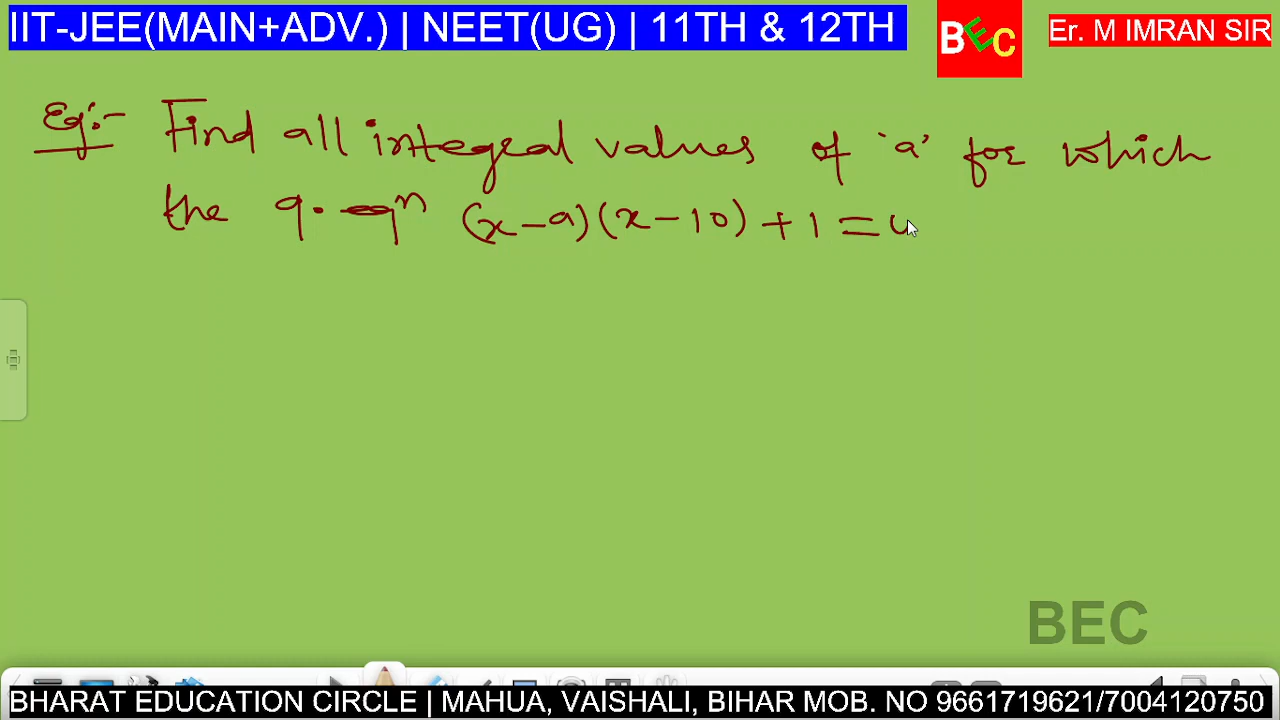 IIT-JEE(MAIN+ADV.) | NEET(UG) | 11TH & 12TH
BEC
Er. M IMRAN SIR
Eg:- Find all integral values of 'a' for which
the q. eqn (x-a)(x-10)+1=
BEC
BHARAT EDUCATION CIRCLE | MAHUA, VAISHALI, BIHAR MOB. NO 9661719621/7004120750